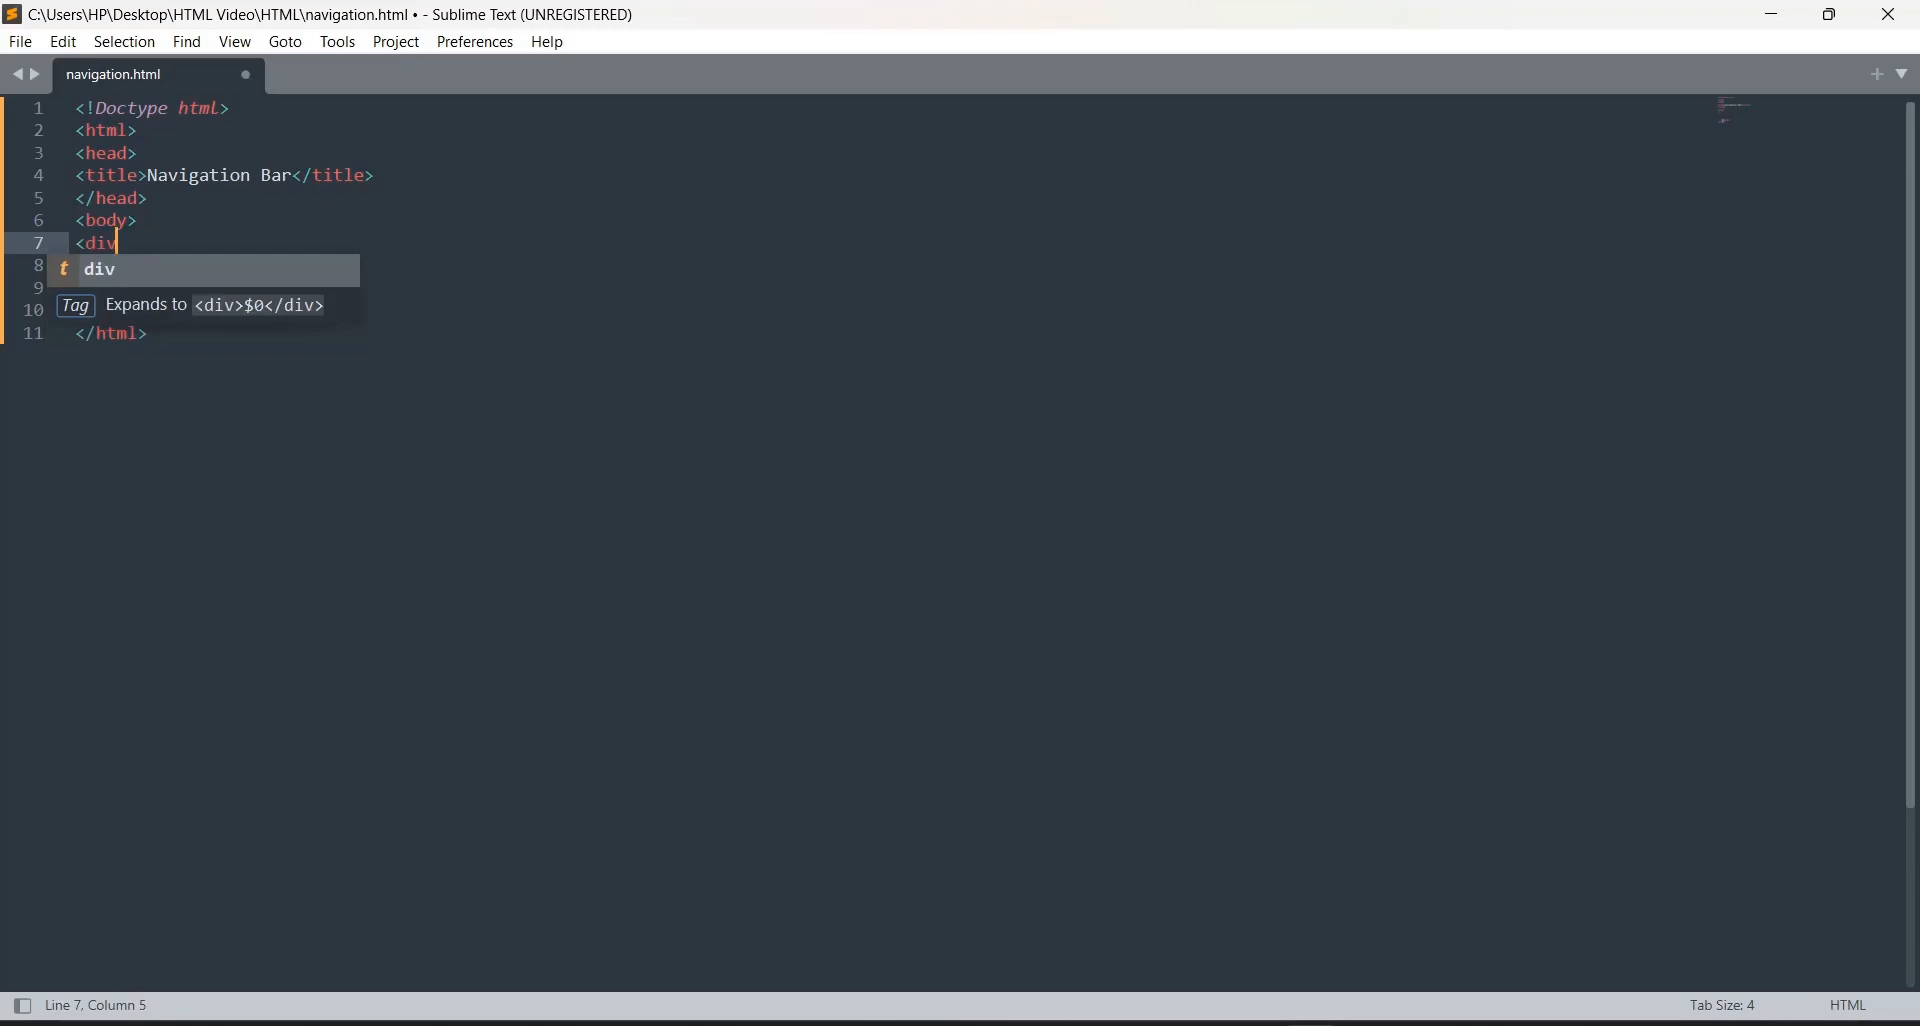 C:\Users\HP\Desktop\HTML Video\HTML\navigation.html • - Sublime Text (UNREGISTERED)
File Edit Selection Find View Goto Tools Project Preferences Help
navigation.html
1 <!Doctype html>
2 <html>
3 <head>
4 <title>Navigation Bar</title>
5 </head>
6 <body>
7 <div
8 t div
9
10 Tag Expands to <div>$0</div>
11 </html>
Line 7, Column 5 Tab Size: 4 HTML